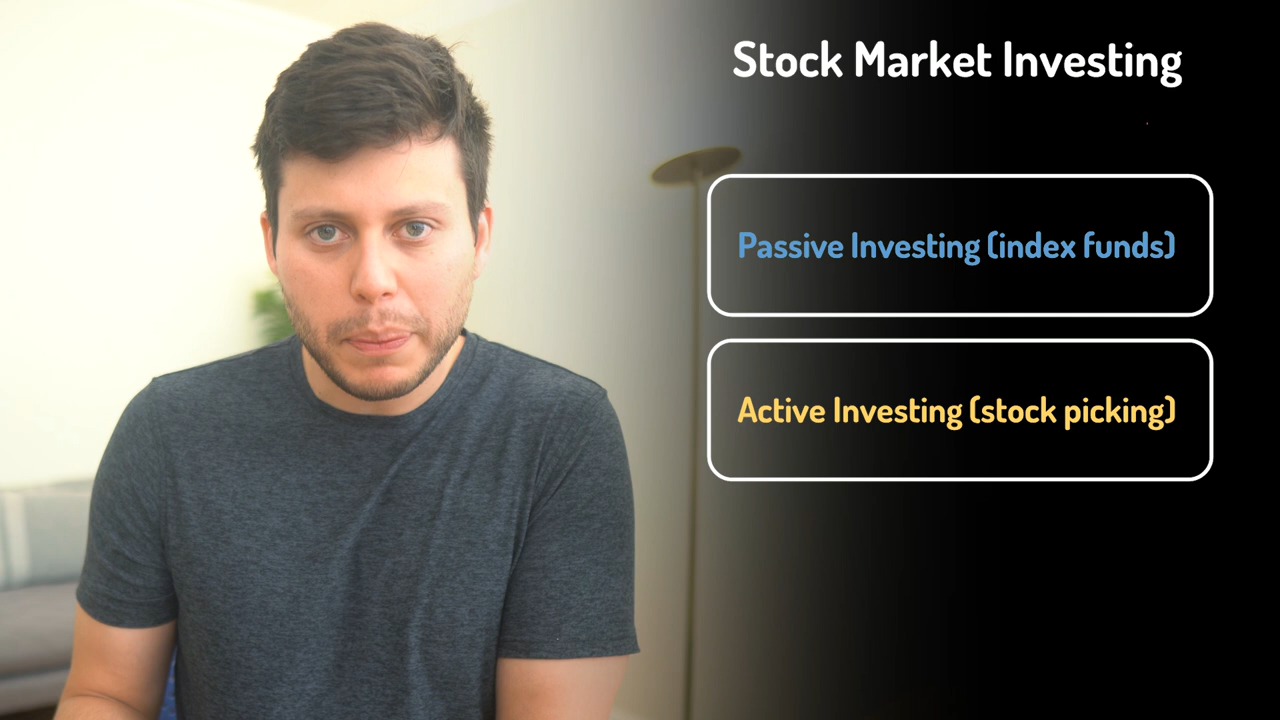 Stock Market Investing
Passive Investing (index funds)
Active Investing (stock picking)